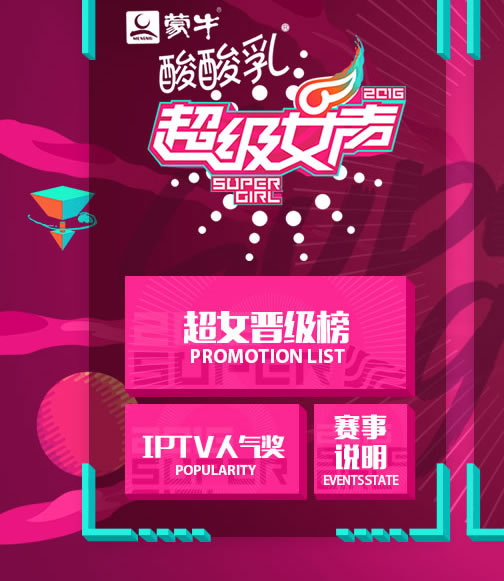 蒙牛
MENGNIU
酸酸乳
2016
超级女声
SUPER
GIRL
超女晋级榜
PROMOTION LIST
IPTV人气奖
POPULARITY
赛事
说明
EVENTSSTATE